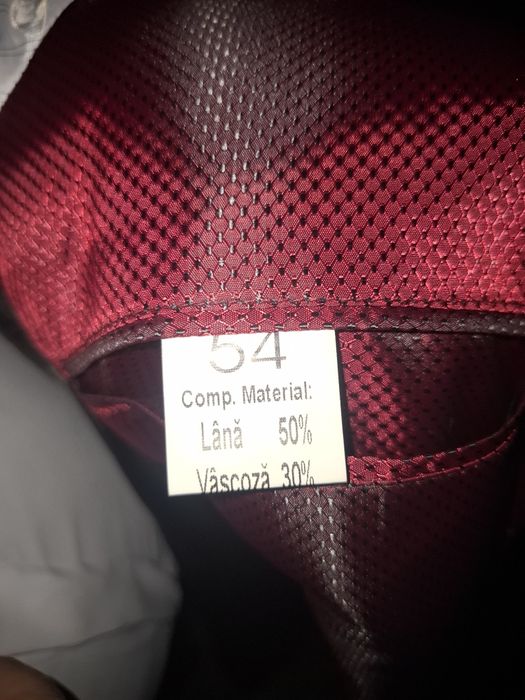 54
Comp. Material:
Lână 50%
Vâscoză 30%